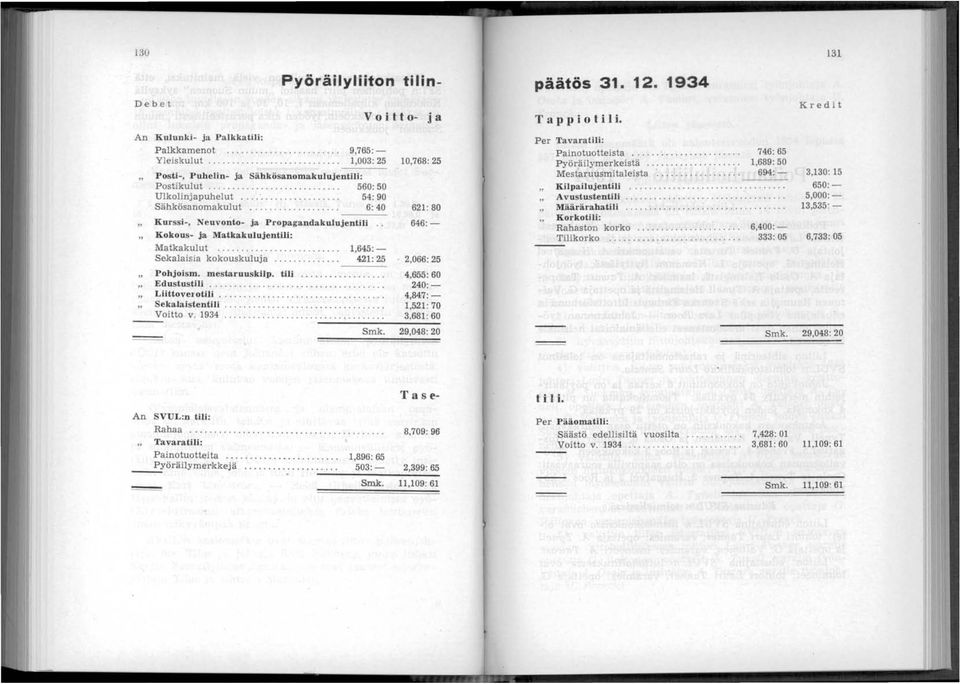 130
Pyöräilyliiton tilin-
Debet
Voitto- ja
An Kulunki- ja Palkkatili:
Palkkamenot .......... 9,765: —
Yleiskulut .......... 1,003: 25 10,768: 25
„ Posti-, Puhelin- ja Sähkösanomakulujentili:
Postikulut .......... 560: 50
Ulkolinjapuhelut .......... 54: 90
Sähkösanomakulut .......... 6: 40 621: 80
„ Kurssi-, Neuvonto- ja Propagandakulujentili .. 646: —
„ Kokous- ja Matkakulujentili:
Matkakulut .......... 1,645: —
Sekalaisia kokouskuluja .......... 421: 25 2,066: 25
„ Pohjoism. mestaruuskilp. tili .......... 4,655: 60
„ Edustustili .......... 240: —
„ Liittoverotili .......... 4,847: —
„ Sekalaistentili .......... 1,521: 70
Voitto v. 1934 .......... 3,681: 60
Smk. 29,048: 20
Tase-
An SVUL:n tili:
Rahaa .......... 8,709: 96
„ Tavaratili:
Painotuotteita .......... 1,896: 65
Pyöräilymerkkejä .......... 503: — 2,399: 65
Smk. 11,109: 61
131
päätös 31. 12. 1934
Kredit
Tappiotili.
Per Tavaratili:
Painotuotteista .......... 746: 65
Pyöräilymerkeistä .......... 1,689: 50
Mestaruusmitaleista .......... 694: — 3,130: 15
„ Kilpailujentili .......... 650: —
„ Avustustentili .......... 5,000: —
„ Määrärahatili .......... 13,535: —
„ Korkotili:
Rahaston korko .......... 6,400: —
Tilikorko .......... 333: 05 6,733: 05
Smk. 29,048: 20
tili.
Per Pääomatili:
Säästö edellisiltä vuosilta .......... 7,428: 01
Voitto v. 1934 .......... 3,681: 60 11,109: 61
Smk. 11,109: 61